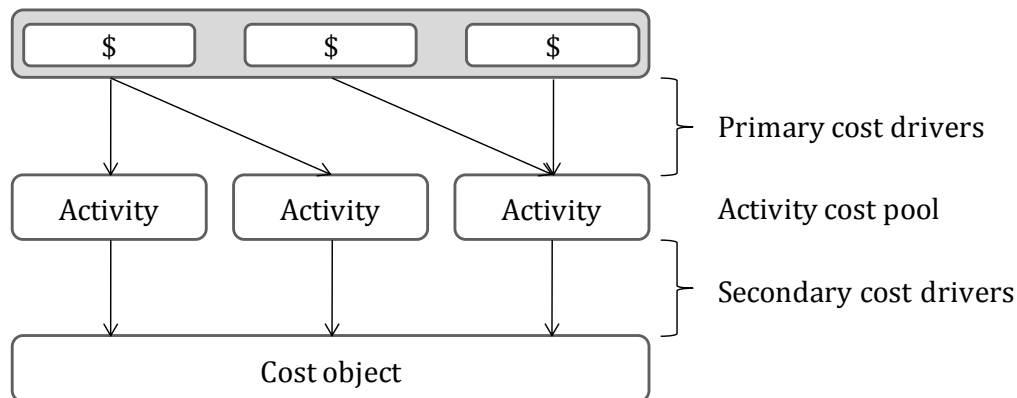 $ $ $
Primary cost drivers
Activity Activity Activity Activity cost pool
Secondary cost drivers
Cost object